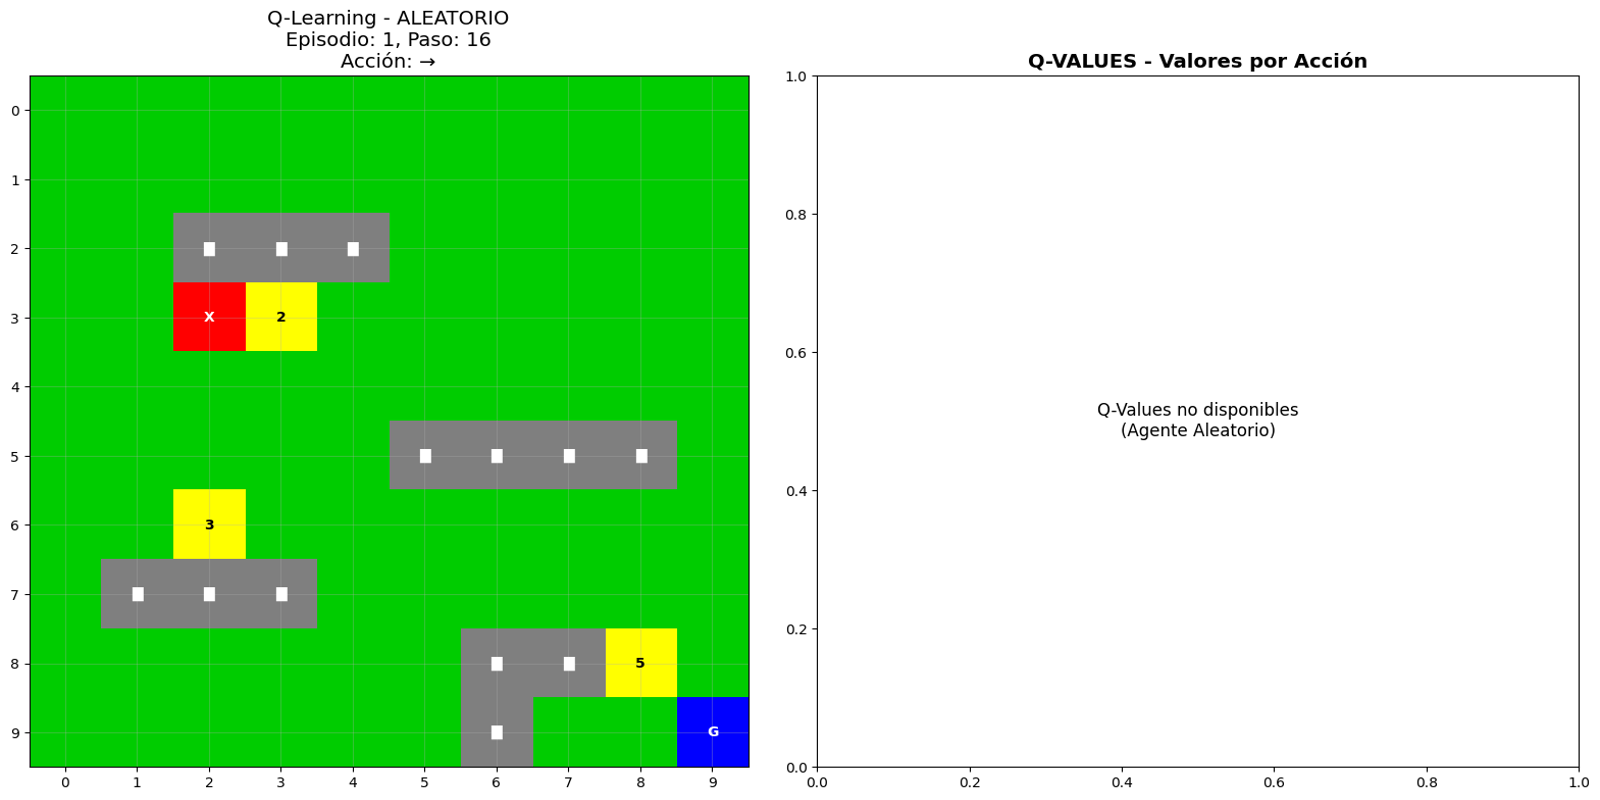 Q-Learning - ALEATORIO
Episodio: 1, Paso: 16
Acción: →
0
1
2
3
X
2
4
5
6
3
7
8
5
9
G
0 1 2 3 4 5 6 7 8 9
Q-VALUES - Valores por Acción
1.0
0.8
0.6
Q-Values no disponibles
(Agente Aleatorio)
0.4
0.2
0.0
0.0 0.2 0.4 0.6 0.8 1.0